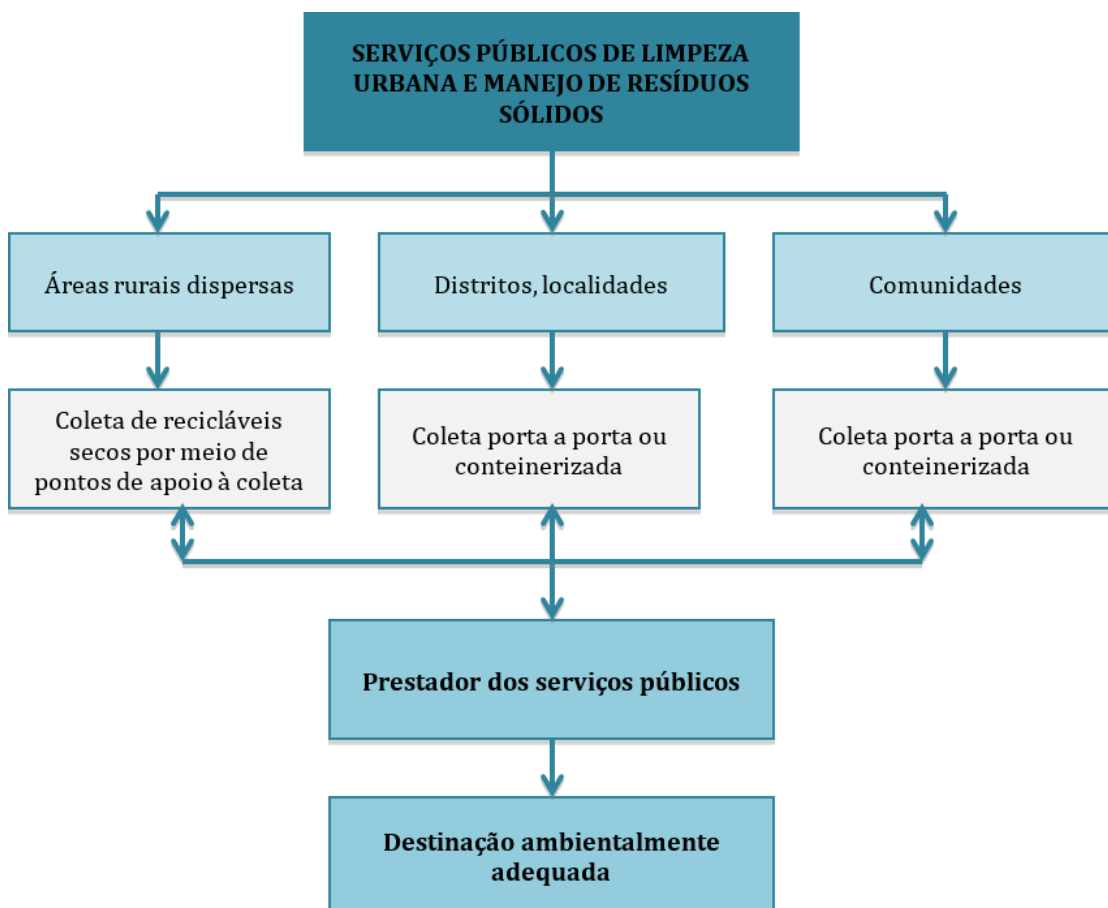 SERVIÇOS PÚBLICOS DE LIMPEZA
URBANA E MANEJO DE RESÍDUOS
SÓLIDOS
Áreas rurais dispersas
Distritos, localidades
Comunidades
Coleta de recicláveis
secos por meio de
pontos de apoio à coleta
Coleta porta a porta ou
conteinerizada
Coleta porta a porta ou
conteinerizada
Prestador dos serviços públicos
Destinação ambientalmente
adequada